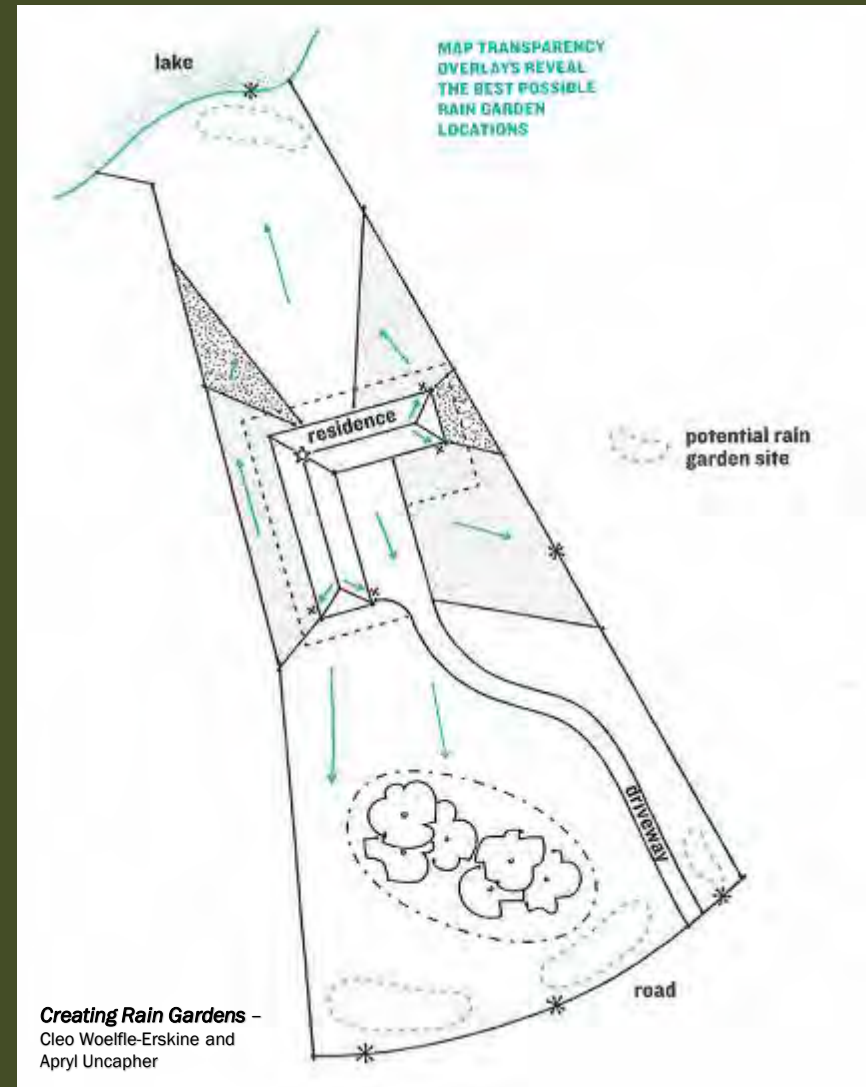 lake
MAP TRANSPARENCY
OVERLAYS REVEAL
THE BEST POSSIBLE
RAIN GARDEN
LOCATIONS
residence
potential rain
garden site
driveway
road
Creating Rain Gardens –
Cleo Woelfle-Erskine and
Apryl Uncapher